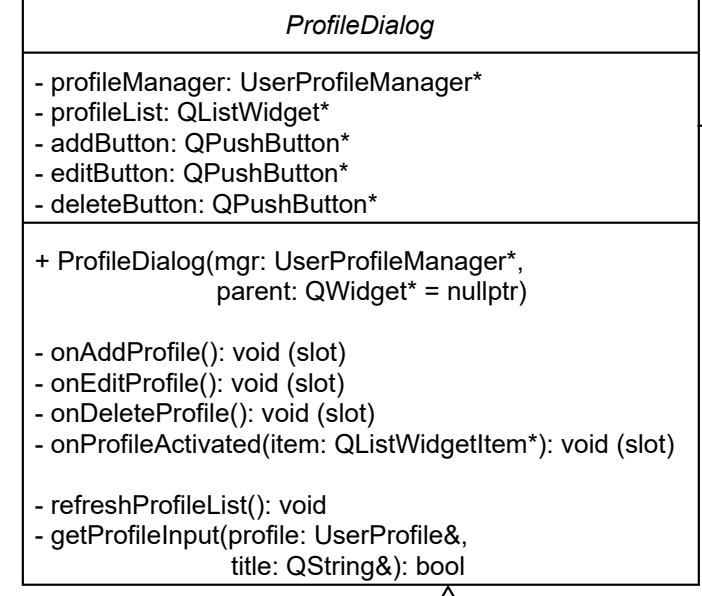 ProfileDialog
- profileManager: UserProfileManager*
- profileList: QListWidget*
- addButton: QPushButton*
- editButton: QPushButton*
- deleteButton: QPushButton*
+ ProfileDialog(mgr: UserProfileManager*,
parent: QWidget* = nullptr)
- onAddProfile(): void (slot)
- onEditProfile(): void (slot)
- onDeleteProfile(): void (slot)
- onProfileActivated(item: QListWidgetItem*): void (slot)
- refreshProfileList(): void
- getProfileInput(profile: UserProfile&,
title: QString&): bool